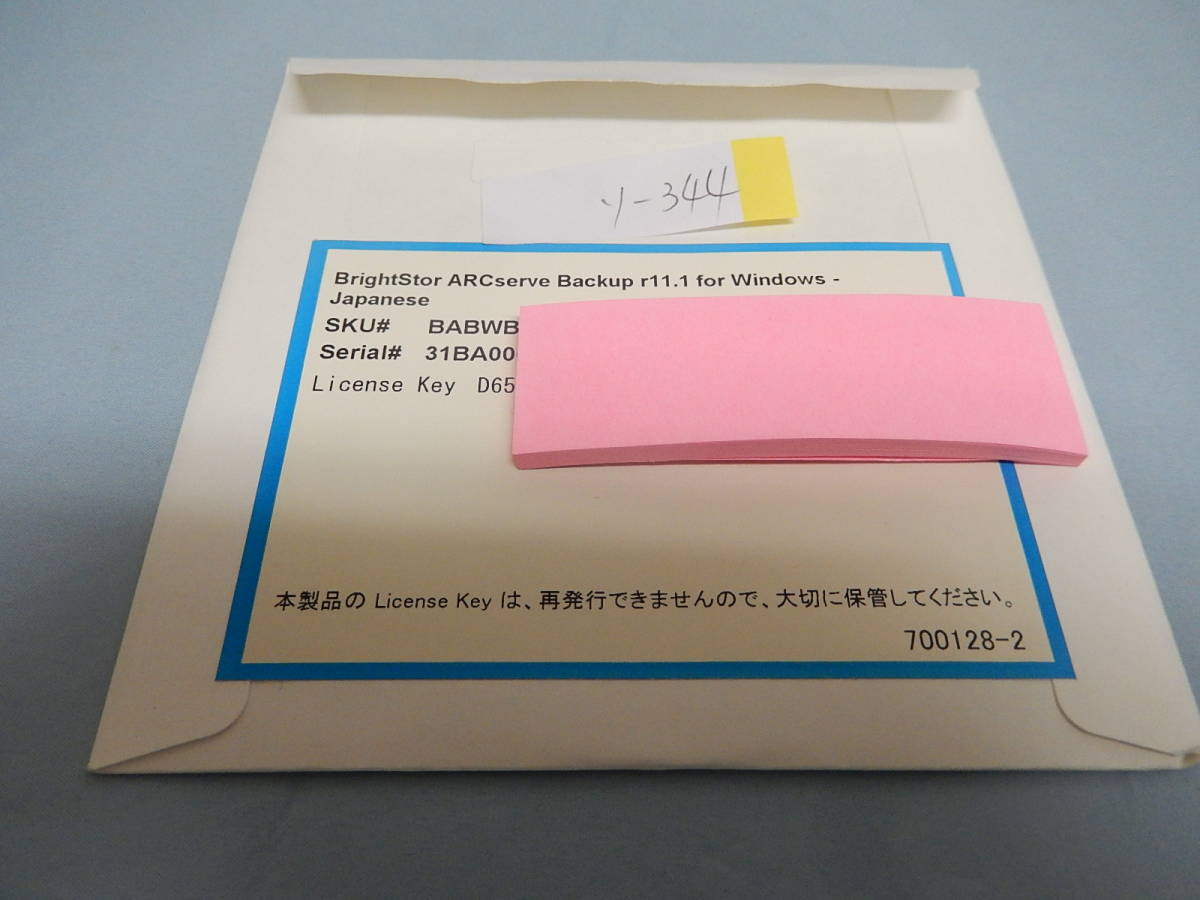 ソ-344
BrightStor ARCserve Backup r11.1 for Windows -
Japanese
SKU# BABWB
Serial# 31BA00
License Key D65
本製品の License Key は、再発行できませんので、大切に保管してください。
700128-2